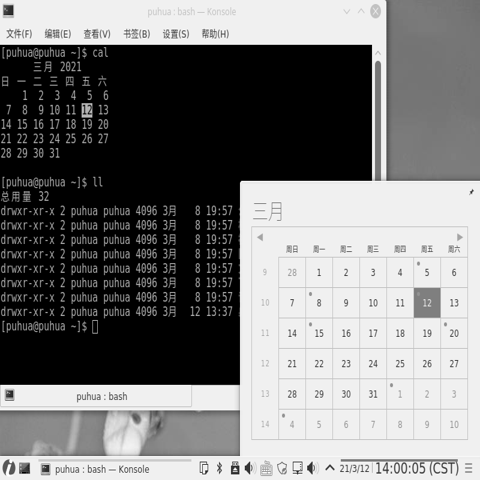 puhua : bash — Konsole
文件(F) 编辑(E) 查看(V) 书签(B) 设置(S) 帮助(H)
[puhua@puhua ~]$ cal
三月 2021
日 一 二 三 四 五 六
1 2 3 4 5 6
7 8 9 10 11 12 13
14 15 16 17 18 19 20
21 22 23 24 25 26 27
28 29 30 31
[puhua@puhua ~]$ ll
总用量 32
drwxr-xr-x 2 puhua puhua 4096 3月 8 19:57
drwxr-xr-x 2 puhua puhua 4096 3月 8 19:57
drwxr-xr-x 2 puhua puhua 4096 3月 8 19:57
drwxr-xr-x 2 puhua puhua 4096 3月 8 19:57
drwxr-xr-x 2 puhua puhua 4096 3月 8 19:57
drwxr-xr-x 2 puhua puhua 4096 3月 8 19:57
drwxr-xr-x 2 puhua puhua 4096 3月 8 19:57
drwxr-xr-x 2 puhua puhua 4096 3月 12 13:37
[puhua@puhua ~]$
puhua : bash
三月
周日 周一 周二 周三 周四 周五 周六
9 28 1 2 3 4 5 6
10 7 8 9 10 11 12 13
11 14 15 16 17 18 19 20
12 21 22 23 24 25 26 27
13 28 29 30 31 1 2 3
14 4 5 6 7 8 9 10
puhua : bash — Konsole
21/3/12 14:00:05 (CST)